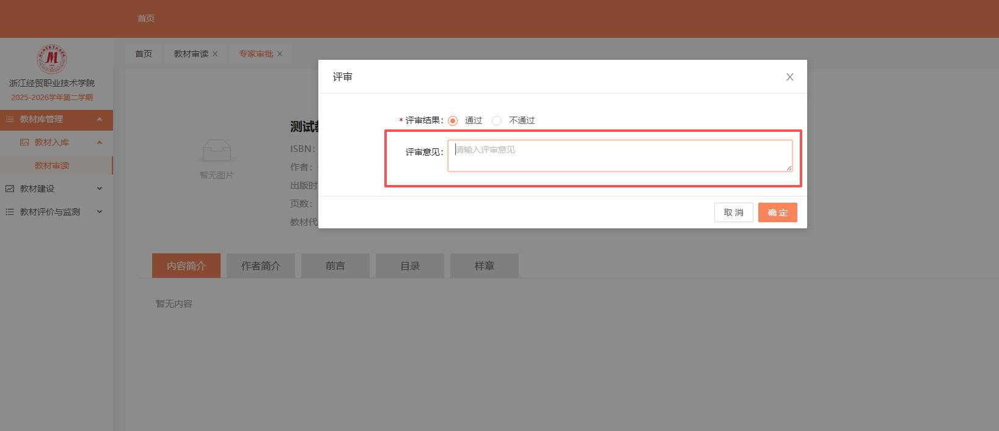 首页
浙江经贸职业技术学院
2025-2026学年第二学期
教材库管理
教材入库
教材审读
教材建设
教材评价与监测
首页
教材审读
专家审批
评审
* 评审结果：
通过
不通过
评审意见：
请输入评审意见
取 消
确 定
暂无图片
测试
ISBN：
作者：
出版时
页数：
教材代
内容简介
作者简介
前言
目录
样章
暂无内容